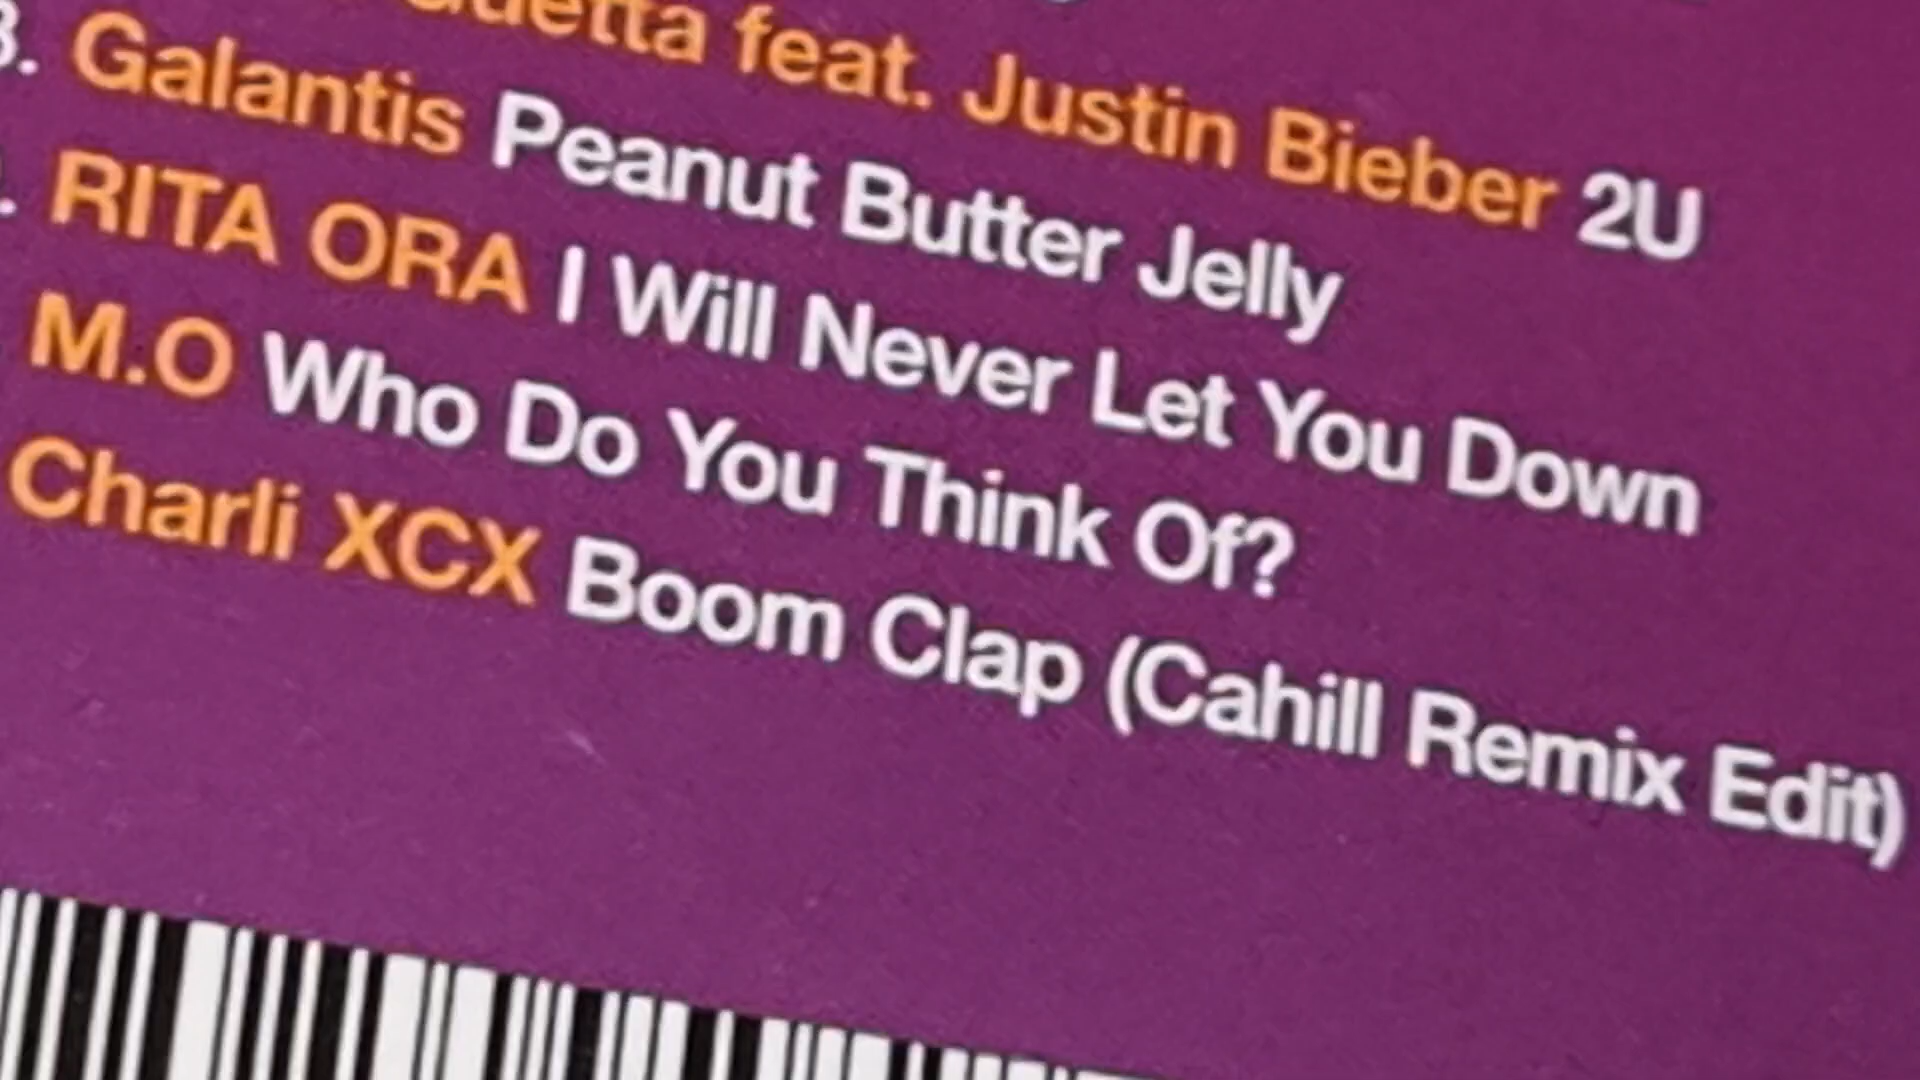 feat. Justin Bieber 2U
Galantis Peanut Butter Jelly
RITA ORA I Will Never Let You Down
M.O Who Do You Think Of?
Charli XCX Boom Clap (Cahill Remix Edit)